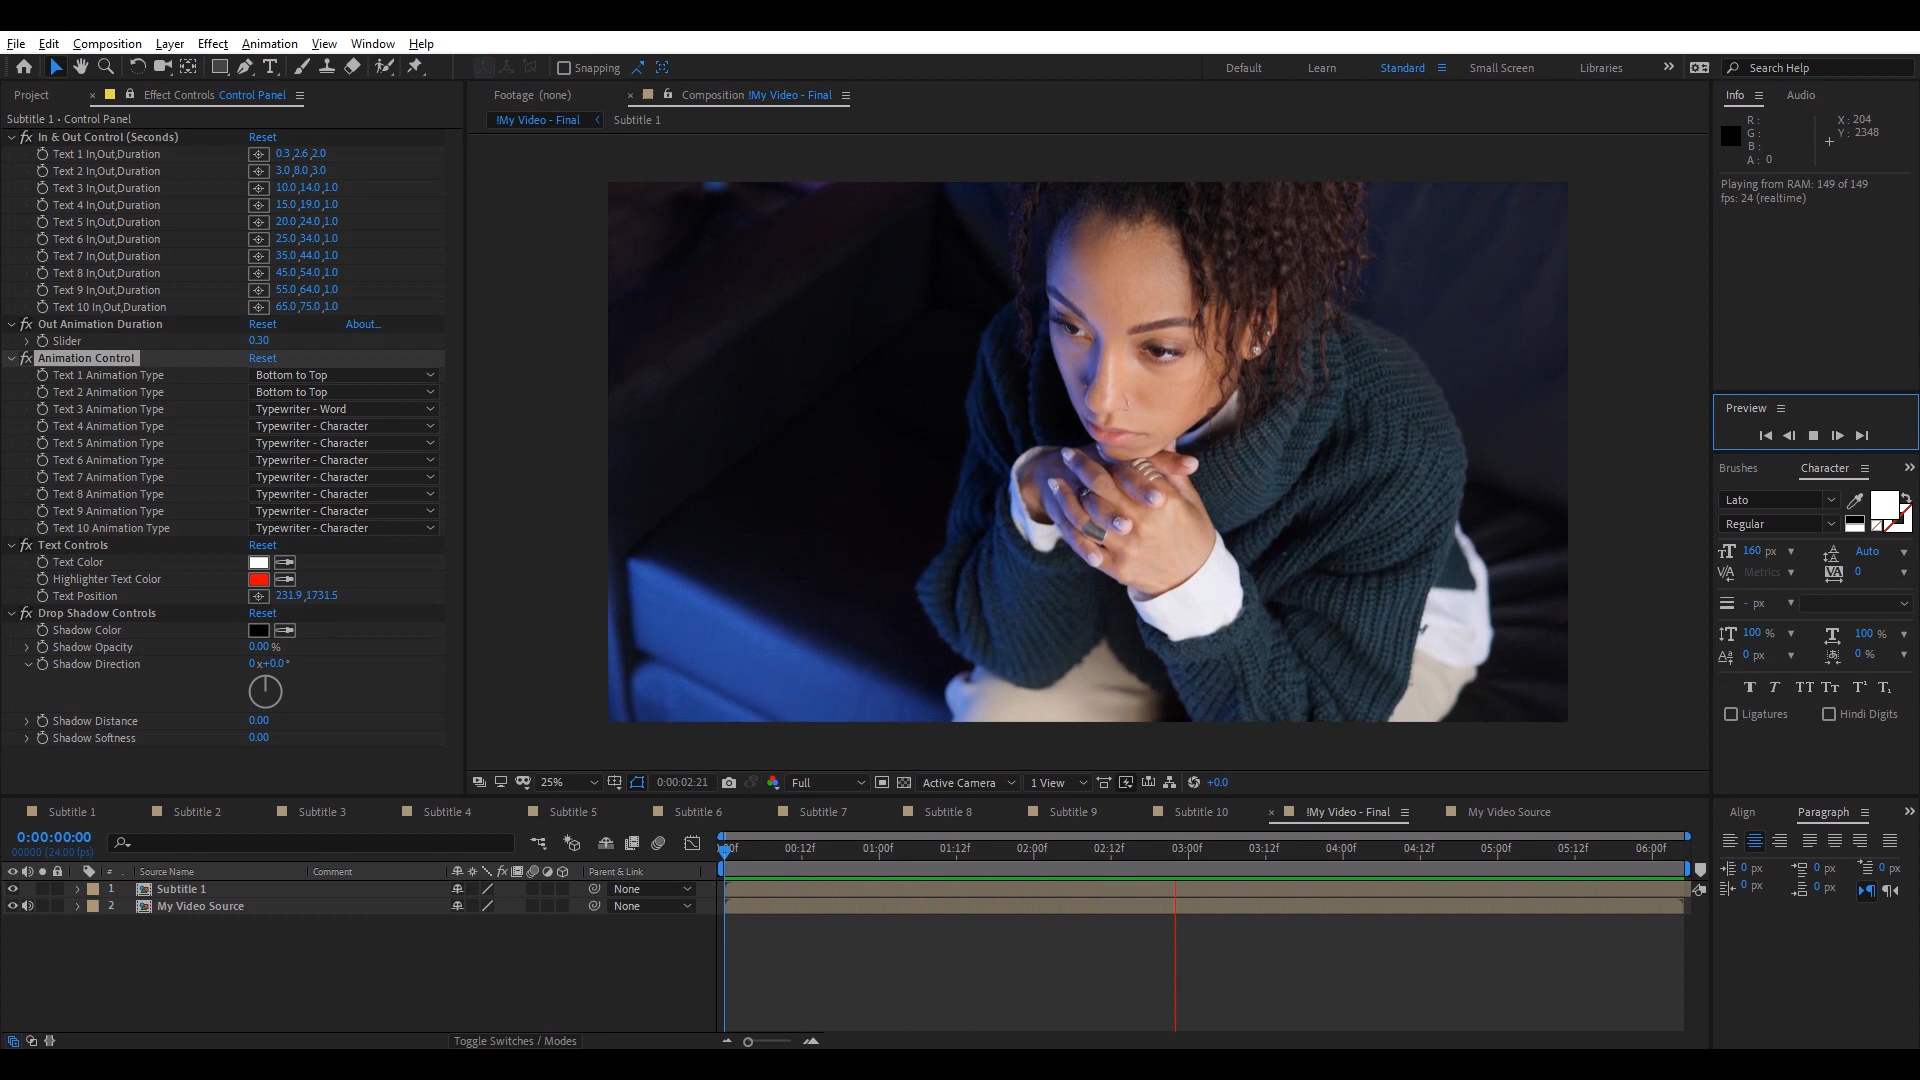 File Edit Composition Layer Effect Animation View Window Help
Snapping Default Learn Standard Small Screen Libraries Search Help
Project Effect Controls Control Panel
Subtitle 1 • Control Panel
In & Out Control (Seconds) Reset
Text 1 In,Out,Duration 0.3,2.6,2.0
Text 2 In,Out,Duration 3.0,8.0,3.0
Text 3 In,Out,Duration 10.0,14.0,1.0
Text 4 In,Out,Duration 15.0,19.0,1.0
Text 5 In,Out,Duration 20.0,24.0,1.0
Text 6 In,Out,Duration 25.0,34.0,1.0
Text 7 In,Out,Duration 35.0,44.0,1.0
Text 8 In,Out,Duration 45.0,54.0,1.0
Text 9 In,Out,Duration 55.0,64.0,1.0
Text 10 In,Out,Duration 65.0,75.0,1.0
Out Animation Duration Reset About...
Slider 0.30
Animation Control Reset
Text 1 Animation Type Bottom to Top
Text 2 Animation Type Bottom to Top
Text 3 Animation Type Typewriter - Word
Text 4 Animation Type Typewriter - Character
Text 5 Animation Type Typewriter - Character
Text 6 Animation Type Typewriter - Character
Text 7 Animation Type Typewriter - Character
Text 8 Animation Type Typewriter - Character
Text 9 Animation Type Typewriter - Character
Text 10 Animation Type Typewriter - Character
Text Controls Reset
Text Color
Highlighter Text Color
Text Position 231.9,1731.5
Drop Shadow Controls Reset
Shadow Color
Shadow Opacity 0.00 %
Shadow Direction 0x+0.0°
Shadow Distance 0.00
Shadow Softness 0.00
Footage (none) Composition !My Video - Final
!My Video - Final Subtitle 1
25% 0:00:02:21 Full Active Camera 1 View +0.0
Info Audio
R :
G :
B :
A : 0
X : 204
Y : 2348
Playing from RAM: 149 of 149
fps: 24 (realtime)
Preview
Brushes Character
Lato
Regular
160 px Auto
Metrics 0
- px
100 % 100 %
0 px 0 %
T T TT Tt T¹ T₁
Ligatures Hindi Digits
Subtitle 1 Subtitle 2 Subtitle 3 Subtitle 4 Subtitle 5 Subtitle 6 Subtitle 7 Subtitle 8 Subtitle 9 Subtitle 10 !My Video - Final My Video Source
0:00:00:00
00000 (24.00 fps)
00f 00:12f 01:00f 01:12f 02:00f 02:12f 03:00f 03:12f 04:00f 04:12f 05:00f 05:12f 06:00f
# Source Name Comment Parent & Link
1 Subtitle 1 None
2 My Video Source None
Toggle Switches / Modes
Align Paragraph
0 px 0 px 0 px
0 px 0 px